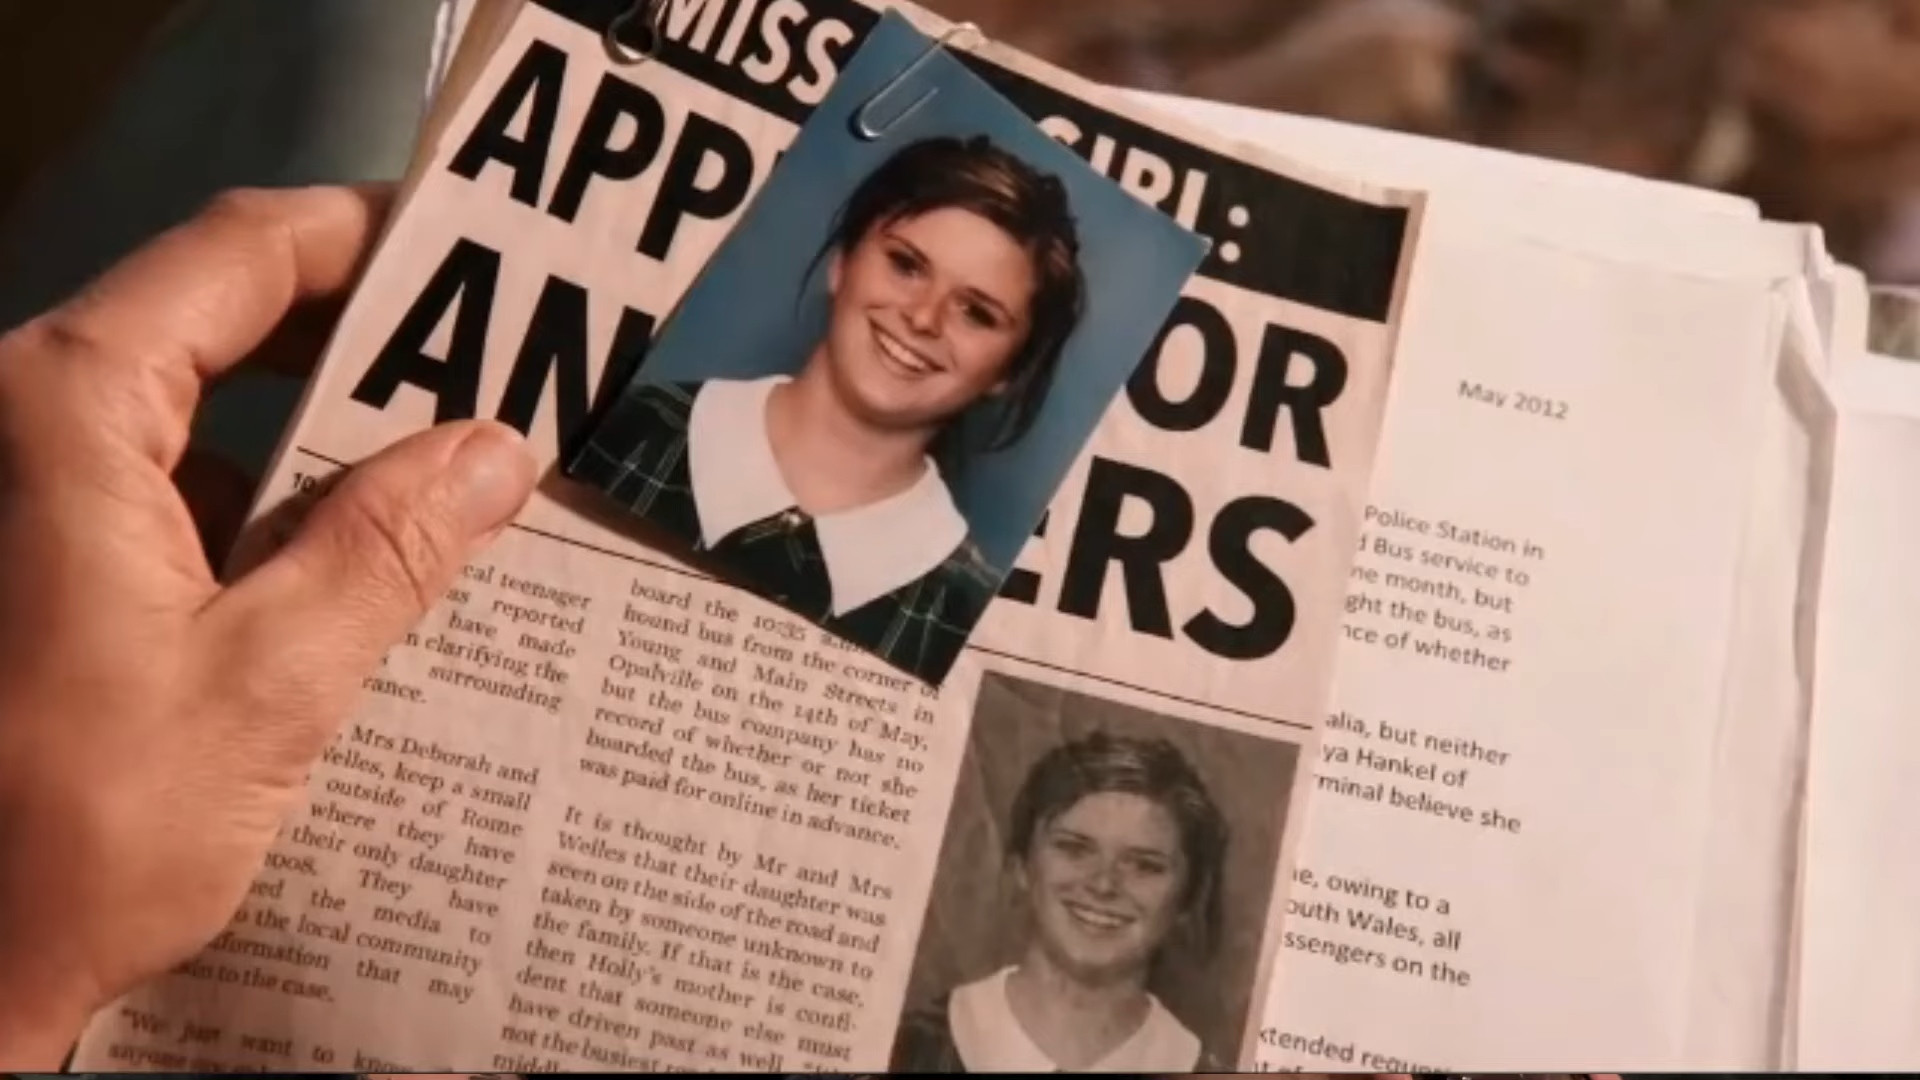 MISS GIRL:
APP OR
AN ERS
10
cal teenager
as reported
have made
n clarifying the
surrounding
rance.
Mrs Deborah and
Welles, keep a small
outside of Rome
where they have
their only daughter
They have
the media to
the local community
formation that may
to the case.
"We just want to know
board the 10:35
hound bus from the corner of
Young and Main Streets in
Opalville on the 14th of May,
but the bus company has no
record of whether or not she
boarded the bus, as her ticket
was paid for online in advance.
It is thought by Mr and Mrs
Welles that their daughter was
seen on the side of the road and
taken by someone unknown to
the family. If that is the case,
then Holly's mother is confi-
dent that someone else must
have driven past as well.
not the busiest
May 2012
Police Station in
d Bus service to
ne month, but
ght the bus, as
nce of whether
alia, but neither
ya Hankel of
rminal believe she
e, owing to a
outh Wales, all
ssengers on the
xtended